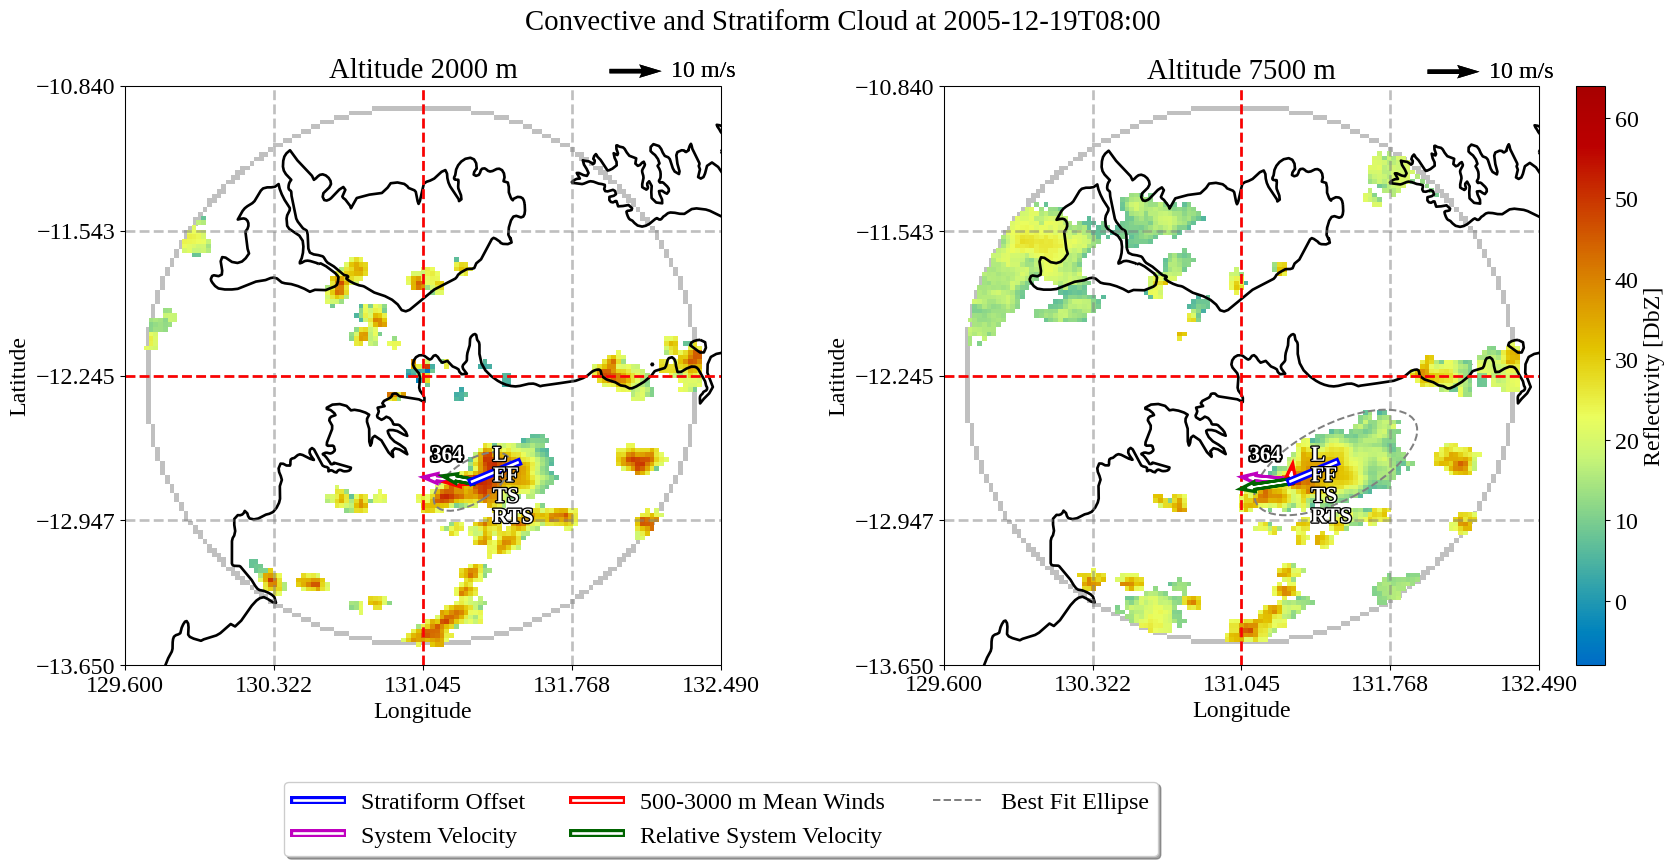 Convective and Stratiform Cloud at 2005-12-19T08:00
Altitude 2000 m
10 m/s
−10.840
−11.543
−12.245
−12.947
−13.650
Latitude
129.600
130.322
131.045
131.768
132.490
Longitude
364
L
FF
TS
RTS
Altitude 7500 m
10 m/s
−10.840
−11.543
−12.245
−12.947
−13.650
Latitude
129.600
130.322
131.045
131.768
132.490
Longitude
364
L
FF
TS
RTS
60
50
40
30
20
10
0
Reflectivity [DbZ]
Stratiform Offset
500-3000 m Mean Winds
Best Fit Ellipse
System Velocity
Relative System Velocity